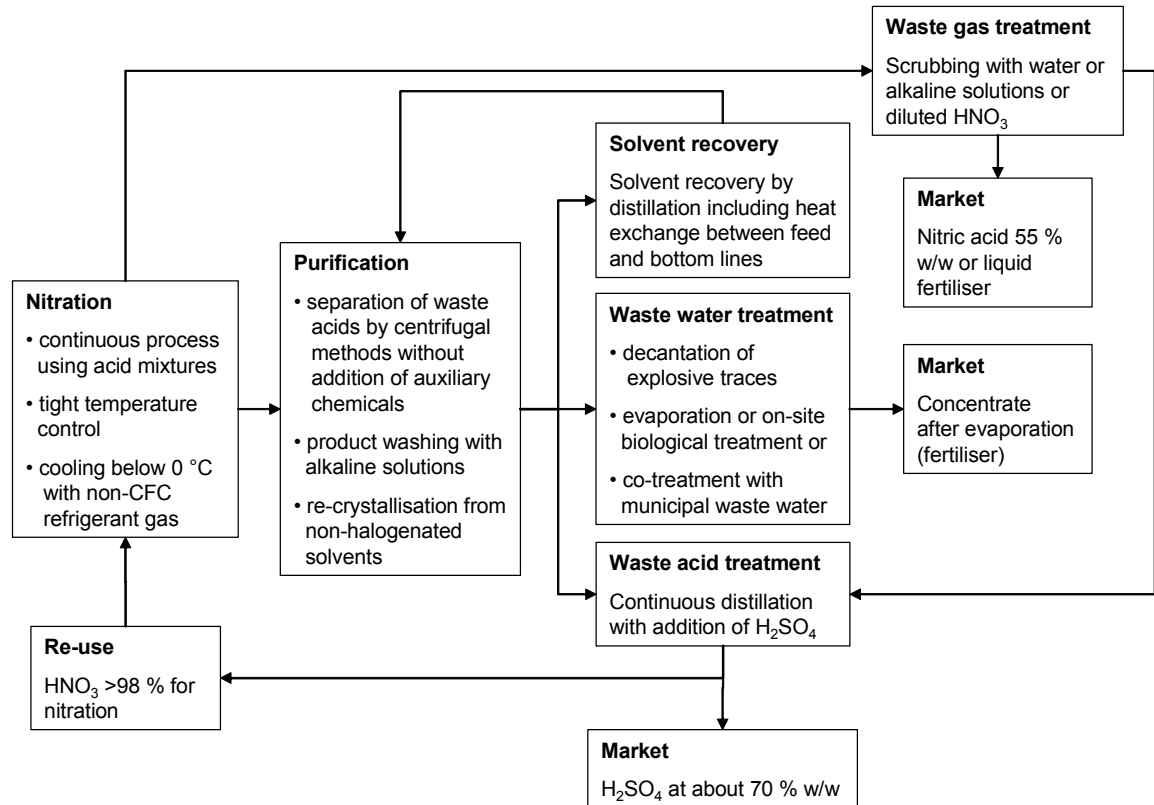 Waste gas treatment
Scrubbing with water or
alkaline solutions or
diluted HNO3
Solvent recovery
Solvent recovery by
distillation including heat
exchange between feed
and bottom lines
Market
Nitric acid 55 %
w/w or liquid
fertiliser
Purification
• separation of waste
acids by centrifugal
methods without
addition of auxiliary
chemicals
• product washing with
alkaline solutions
• re-crystallisation from
non-halogenated
solvents
Nitration
• continuous process
using acid mixtures
• tight temperature
control
• cooling below 0 °C
with non-CFC
refrigerant gas
Waste water treatment
• decantation of
explosive traces
• evaporation or on-site
biological treatment or
• co-treatment with
municipal waste water
Market
Concentrate
after evaporation
(fertiliser)
Waste acid treatment
Continuous distillation
with addition of H2SO4
Re-use
HNO3 >98 % for
nitration
Market
H2SO4 at about 70 % w/w